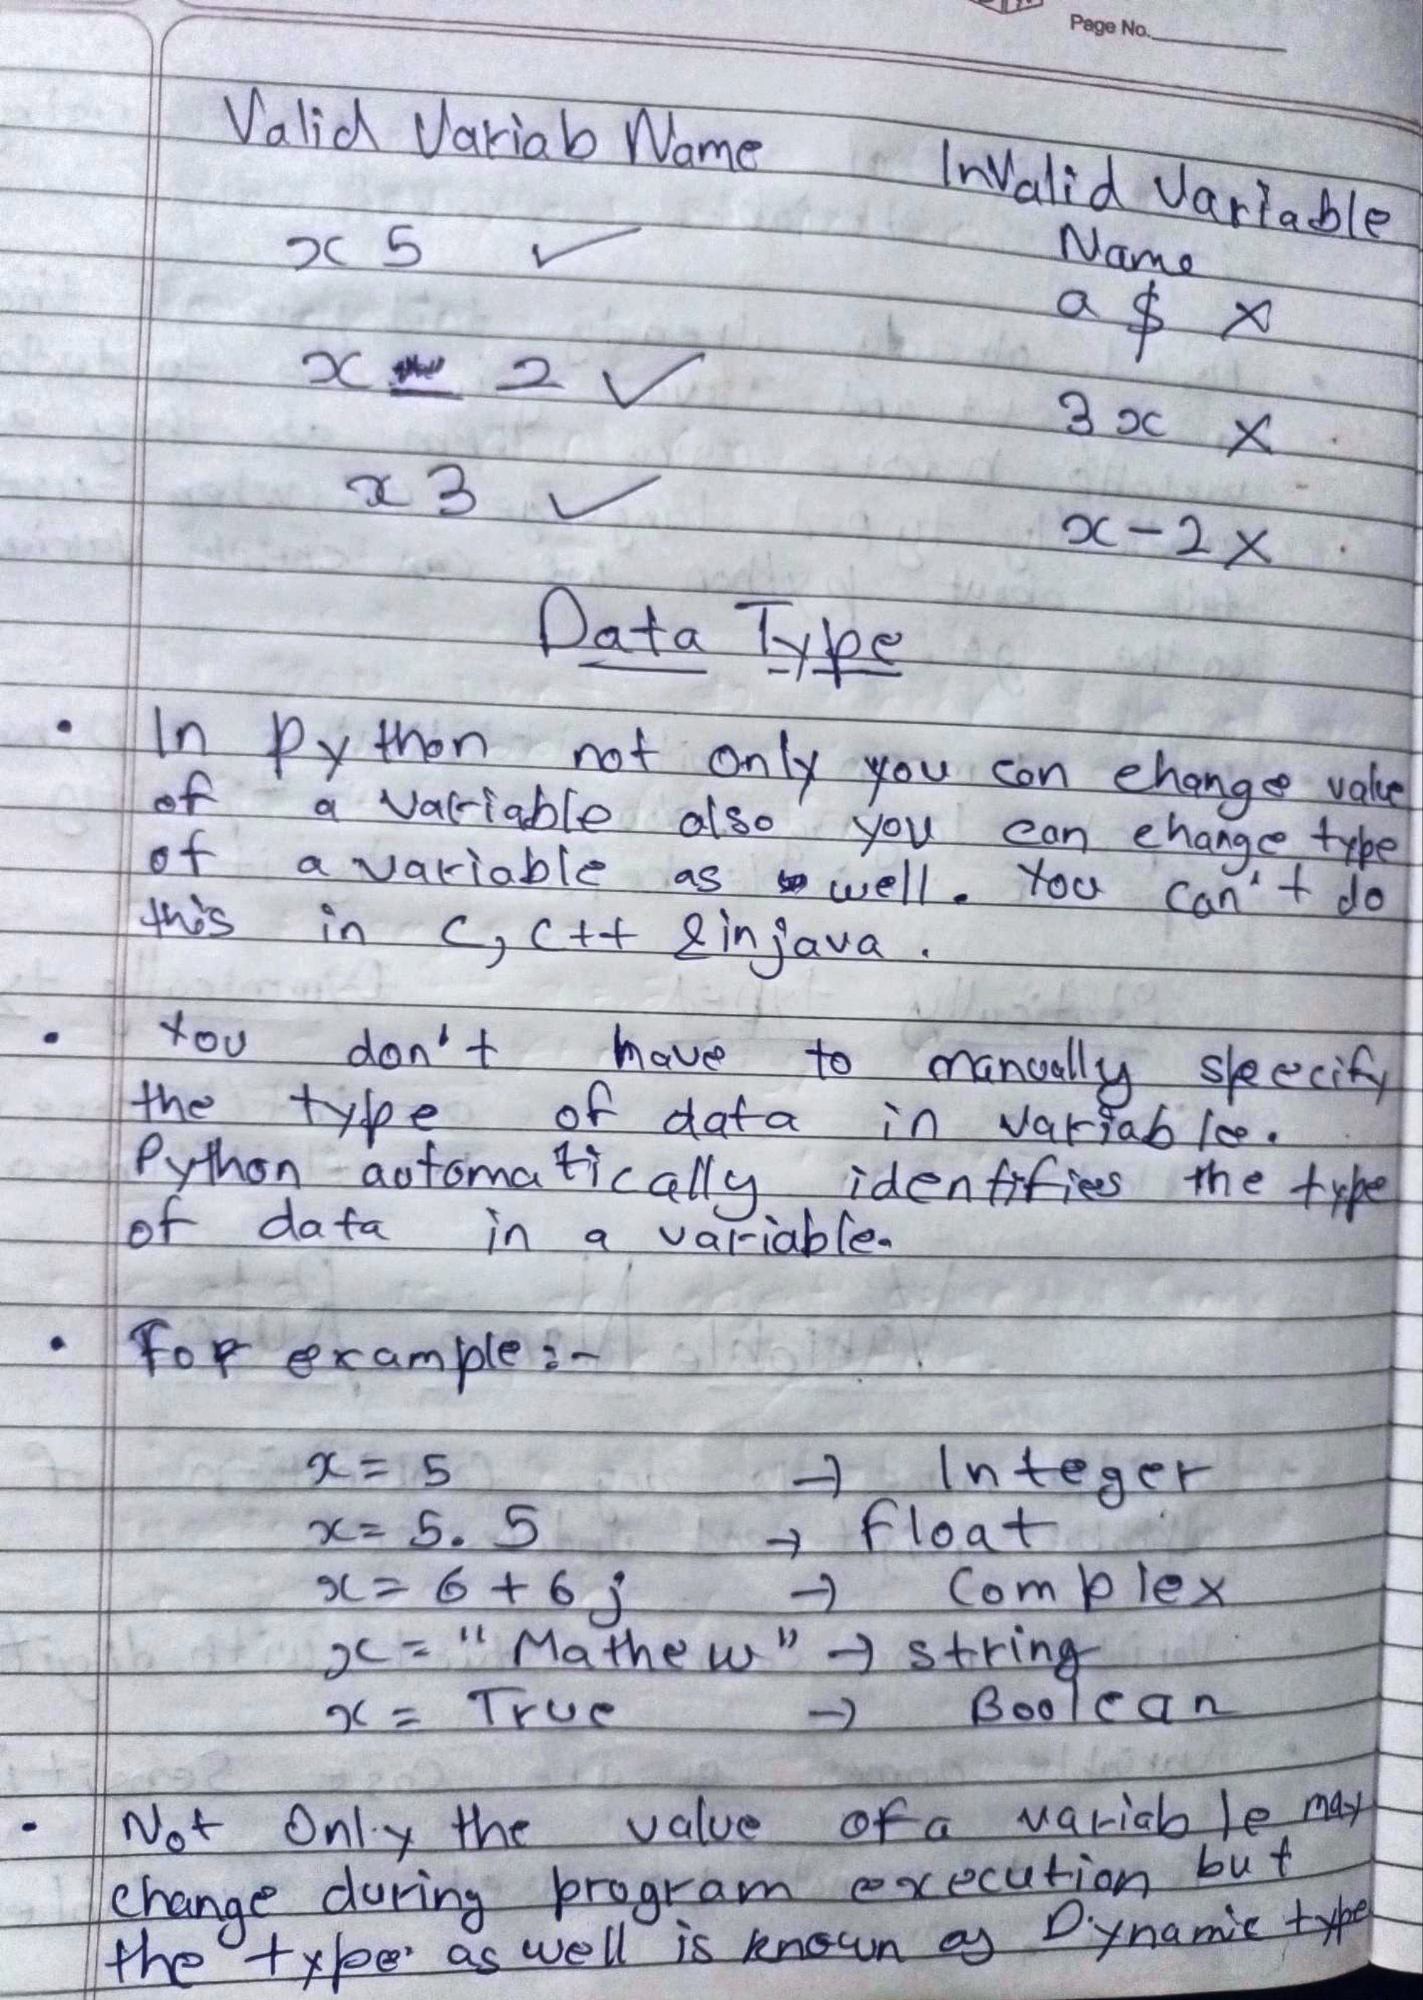 Page No.
Valid Variab Name
Invalid Variable
Name
x5 ✓
a $ ×
x _ 2 ✓
3x ×
x3 ✓
x-2 ×
Data Type
• In Python not only you can change value
of a variable also you can change type
of a variable as well. You can't do
this in C, C++ & in java.
• You don't have to manually specify
the type of data in variable.
Python automatically identifies the type
of data in a variable.
• For example:-
x = 5 → Integer
x = 5.5 → float
x = 6 + 6j → Complex
x = "Mathew" → string
x = True → Boolean
• Not Only the value of a variable may
change during program execution but
the type as well is known as Dynamic type